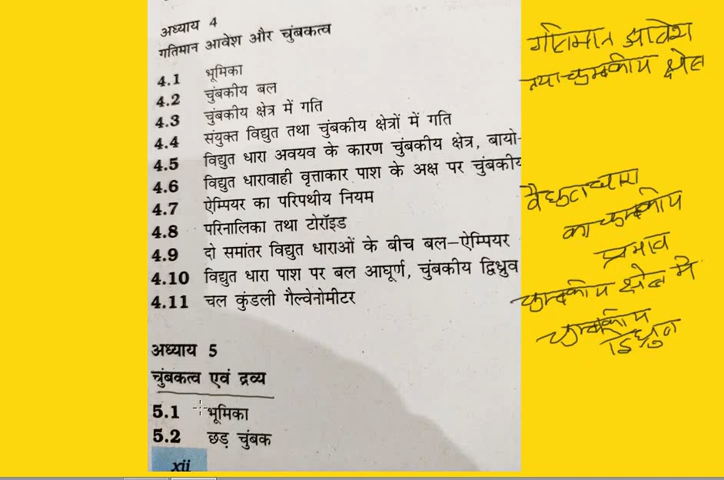 अध्याय 4
गतिमान आवेश और चुंबकत्व
4.1 भूमिका
4.2 चुंबकीय बल
4.3 चुंबकीय क्षेत्र में गति
4.4 संयुक्त विद्युत तथा चुंबकीय क्षेत्रों में गति
4.5 विद्युत धारा अवयव के कारण चुंबकीय क्षेत्र, बायो-
4.6 विद्युत धारावाही वृत्ताकार पाश के अक्ष पर चुंबकीय
4.7 ऐम्पियर का परिपथीय नियम
4.8 परिनालिका तथा टोरॉइड
4.9 दो समांतर विद्युत धाराओं के बीच बल–ऐम्पियर
4.10 विद्युत धारा पाश पर बल आघूर्ण, चुंबकीय द्विध्रुव
4.11 चल कुंडली गैल्वेनोमीटर
अध्याय 5
चुंबकत्व एवं द्रव्य
5.1 भूमिका
5.2 छड़ चुंबक
xii
गतिमान आवेश
तथा चुम्बकीय क्षेत्र
का चुम्बकीय
प्रभाव
चुम्बकीय क्षेत्र में
चुम्बकीय
द्विध्रुव